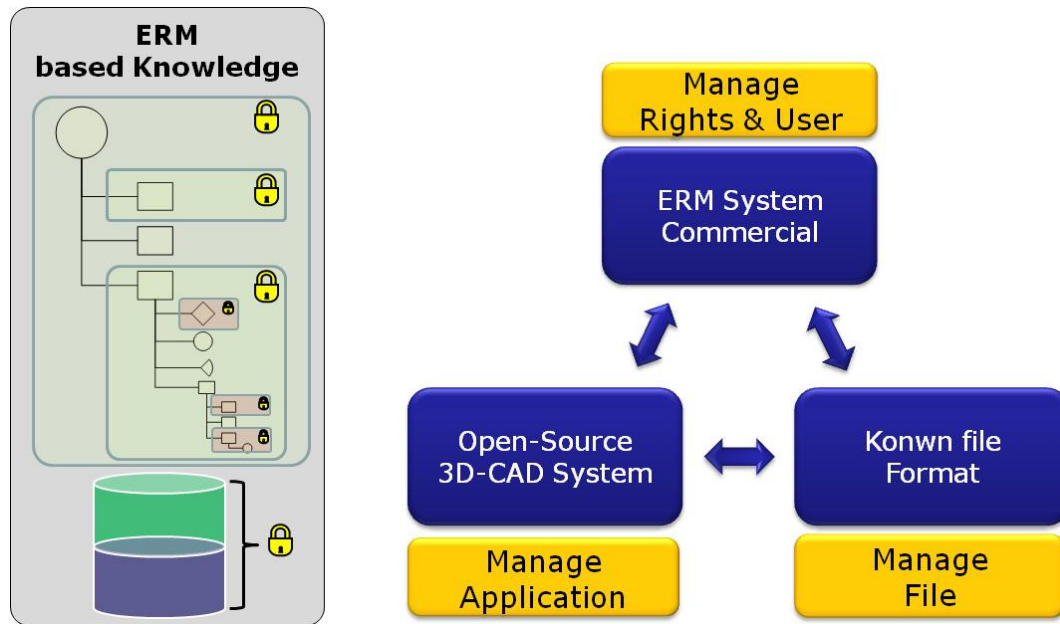 ERM
based Knowledge
Manage
Rights & User
ERM System
Commercial
Open-Source
3D-CAD System
Konwn file
Format
Manage
Application
Manage
File